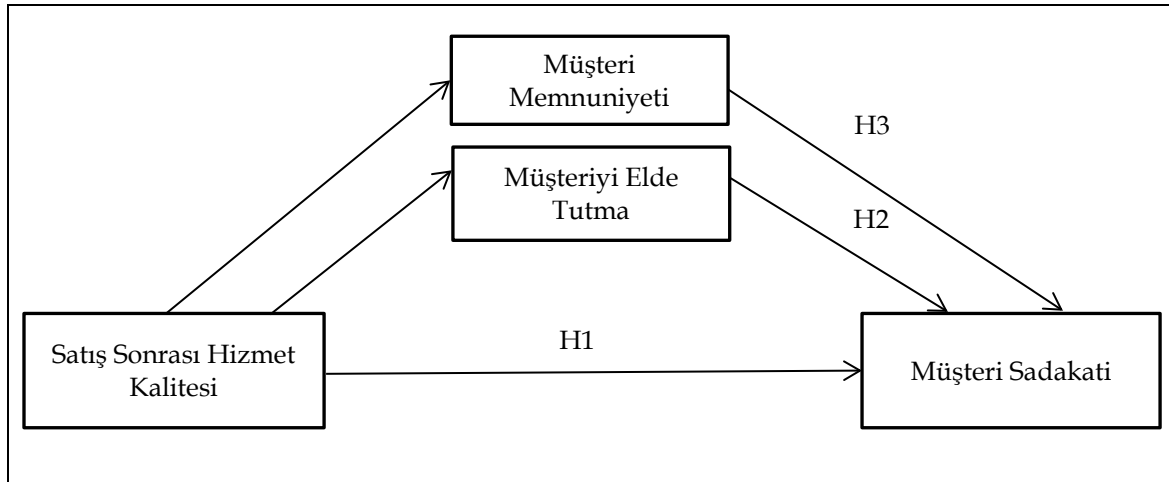 Müşteri
Memnuniyeti
H3
Müşteriyi Elde
Tutma
H2
H1
Satış Sonrası Hizmet
Kalitesi
Müşteri Sadakati